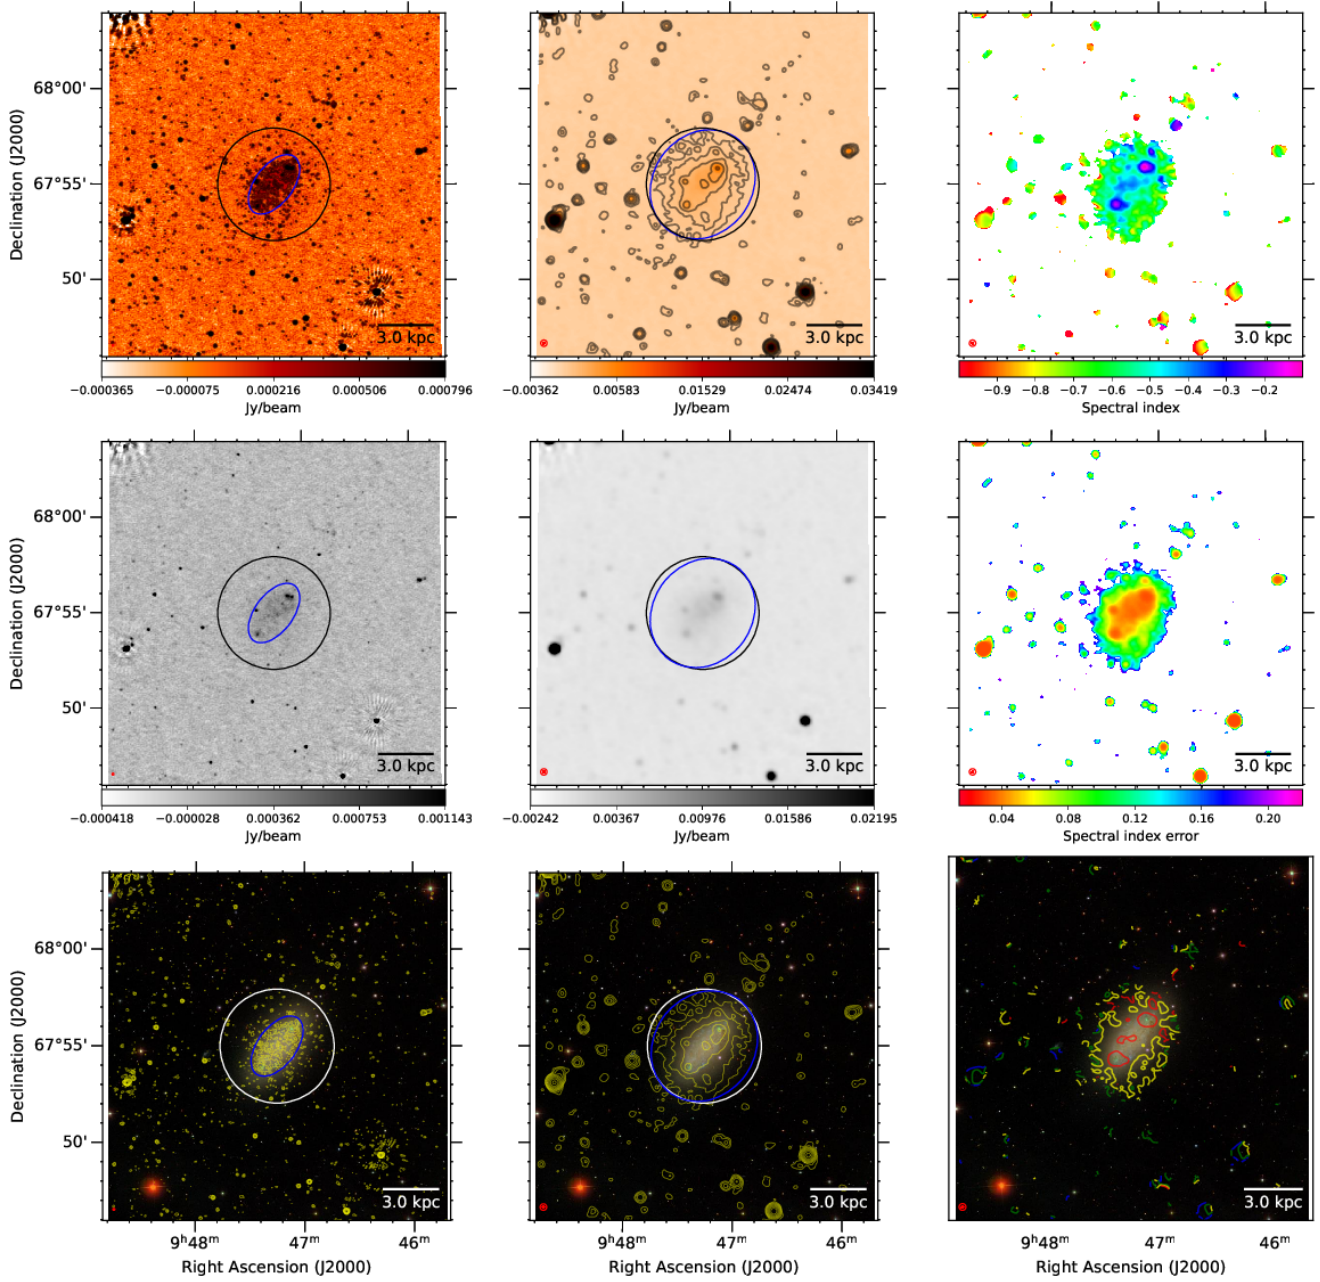 Declination (J2000)
68°00'
67°55'
50'
3.0 kpc
3.0 kpc
3.0 kpc
−0.000365 −0.000075 0.000216 0.000506 0.000796
Jy/beam
−0.00362 0.00583 0.01529 0.02474 0.03419
Jy/beam
−0.9 −0.8 −0.7 −0.6 −0.5 −0.4 −0.3 −0.2
Spectral index
Declination (J2000)
68°00'
67°55'
50'
3.0 kpc
3.0 kpc
3.0 kpc
−0.000418 −0.000028 0.000362 0.000753 0.001143
Jy/beam
−0.00242 0.00367 0.00976 0.01586 0.02195
Jy/beam
0.04 0.08 0.12 0.16 0.20
Spectral index error
Declination (J2000)
68°00'
67°55'
50'
3.0 kpc
3.0 kpc
3.0 kpc
9ʰ48ᵐ 47ᵐ 46ᵐ
Right Ascension (J2000)
9ʰ48ᵐ 47ᵐ 46ᵐ
Right Ascension (J2000)
9ʰ48ᵐ 47ᵐ 46ᵐ
Right Ascension (J2000)